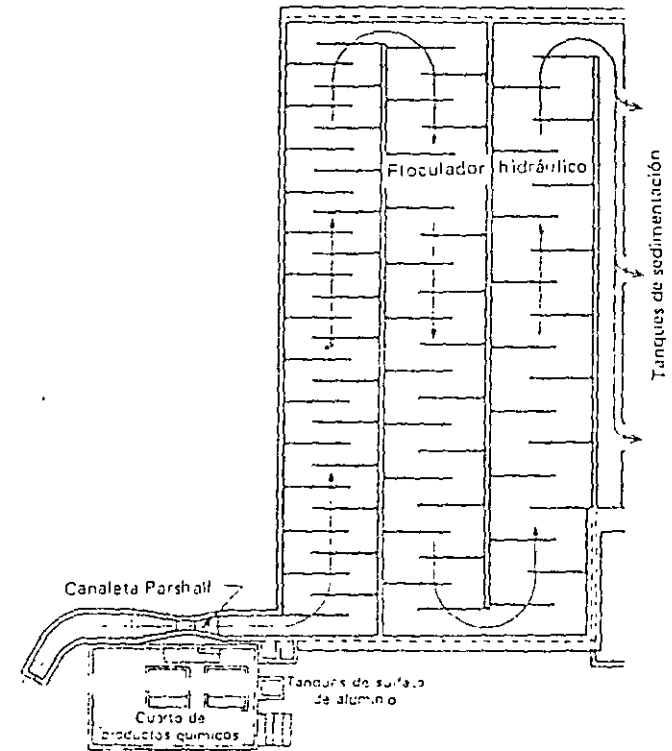 Floculador hidráulico
Tanques de sedimentación
Canaleta Parshall
Tanques de sulfato
de aluminio
Cuarto de
productos químicos